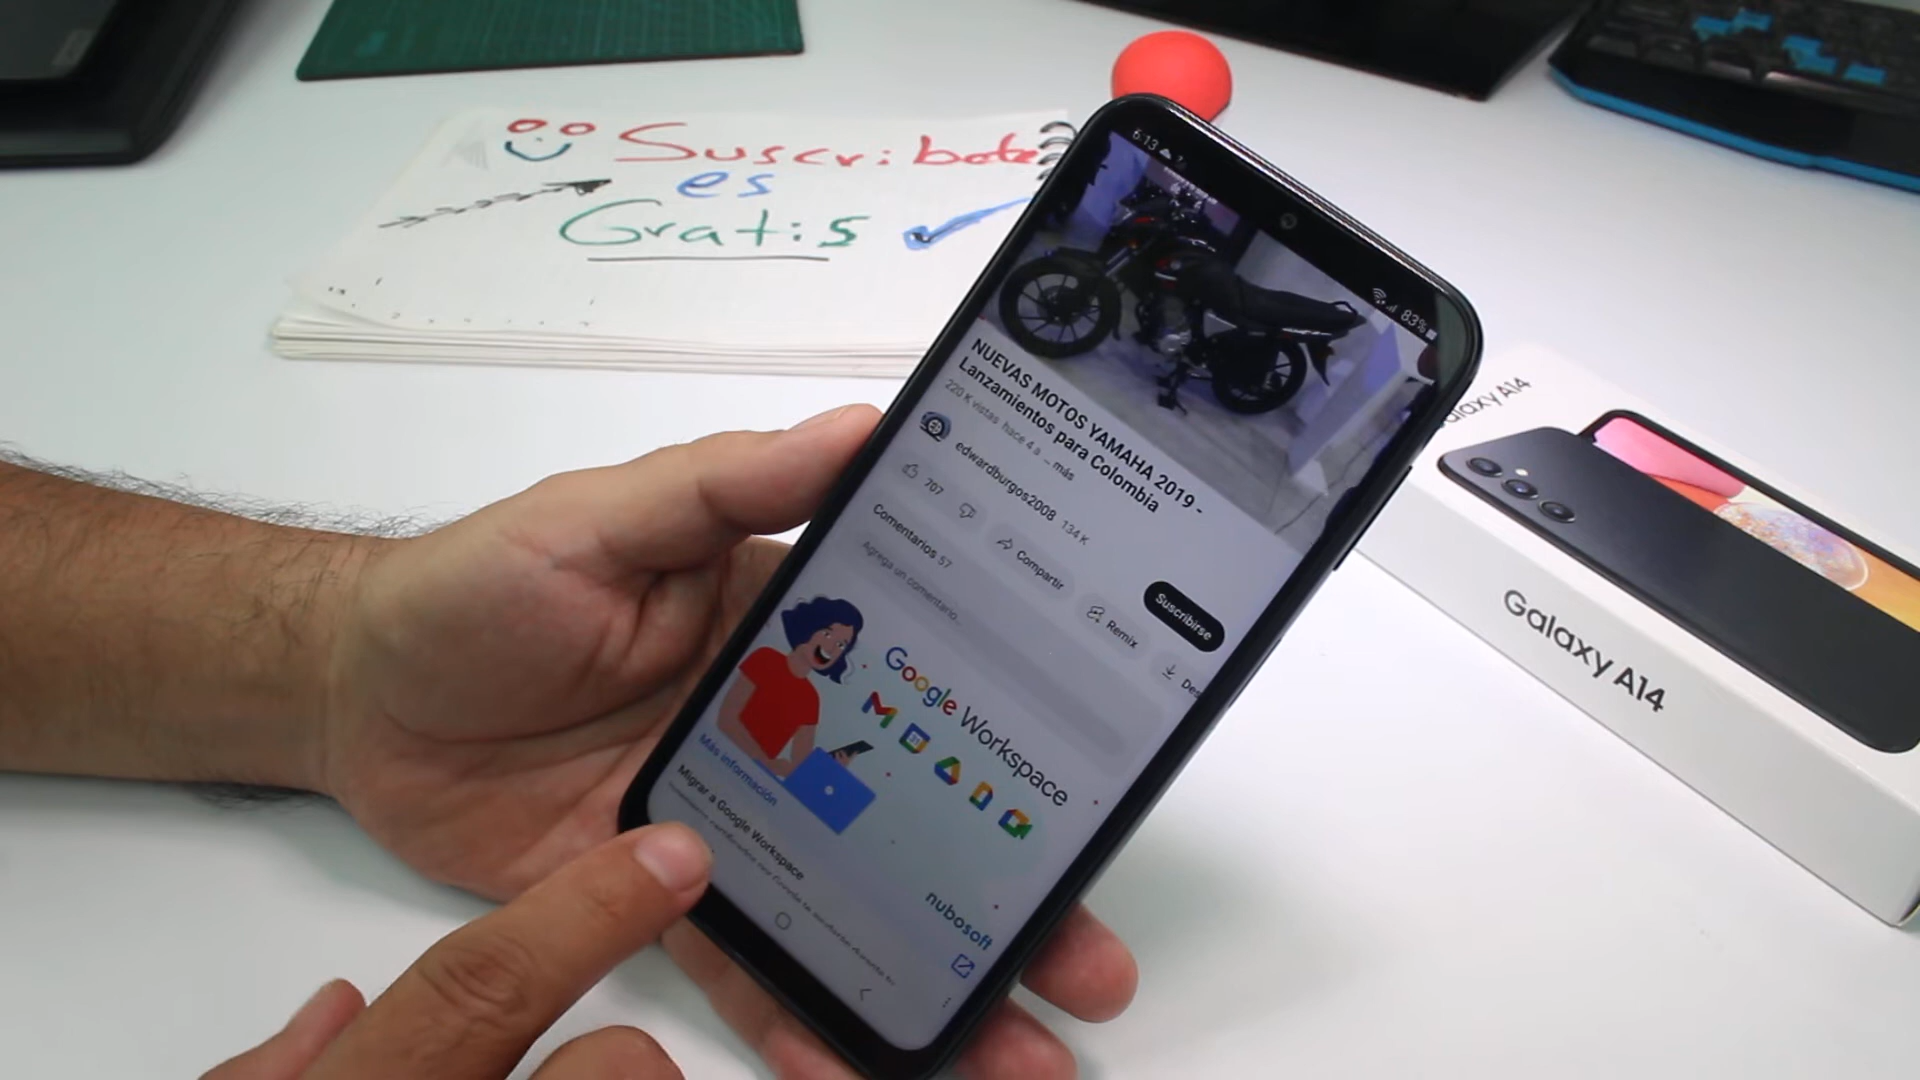 Suscribete
es
Gratis
6:13
83%
NUEVAS MOTOS YAMAHA 2019 -
Lanzamientos para Colombia
220 K vistas hace 4 a ...más
edwardburgos2008 134 K
Suscribirse
707
Compartir
Remix
Des
Comentarios 57
Agrega un comentario...
Google Workspace
31
Más información
Migrar a Google Workspace
nubosoft
Galaxy A14
Galaxy A14